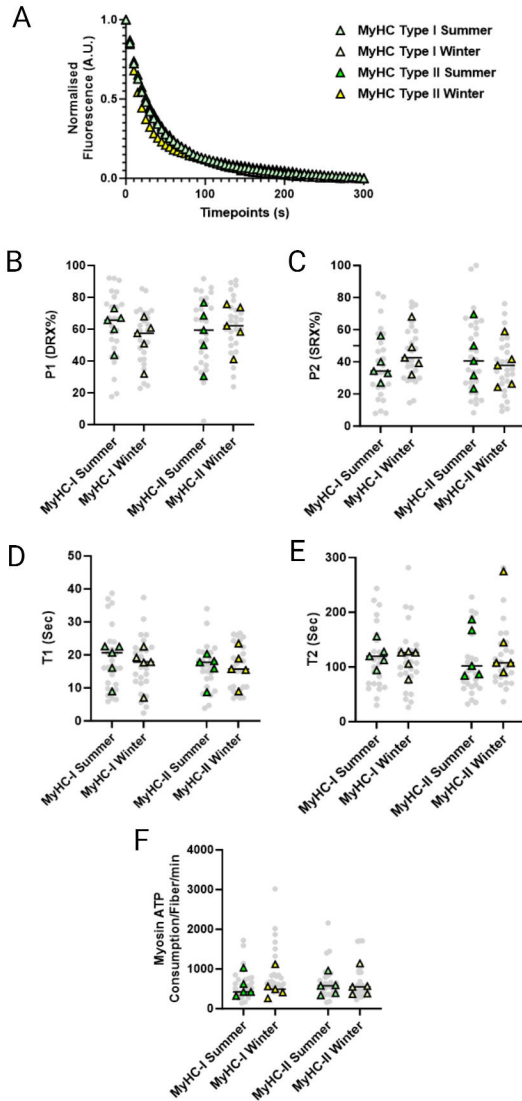 A
Normalised
Fluorescence (A.U.)
1.0
0.5
0.0
0
100
200
300
Timepoints (s)
MyHC Type I Summer
MyHC Type I Winter
MyHC Type II Summer
MyHC Type II Winter
B
P1 (DRX%)
100
80
60
40
20
0
MyHC-I Summer
MyHC-I Winter
MyHC-II Summer
MyHC-II Winter
C
P2 (SRX%)
100
80
60
40
20
0
MyHC-I Summer
MyHC-I Winter
MyHC-II Summer
MyHC-II Winter
D
T1 (Sec)
50
40
30
20
10
0
MyHC-I Summer
MyHC-I Winter
MyHC-II Summer
MyHC-II Winter
E
T2 (Sec)
300
200
100
0
MyHC-I Summer
MyHC-I Winter
MyHC-II Summer
MyHC-II Winter
F
Myosin ATP
Consumption/Fiber/min
4000
3000
2000
1000
0
MyHC-I Summer
MyHC-I Winter
MyHC-II Summer
MyHC-II Winter